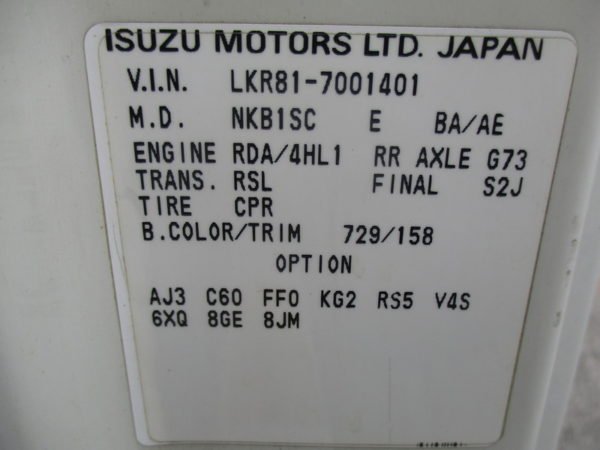 ISUZU MOTORS LTD. JAPAN
V.I.N. LKR81-7001401
M.D. NKB1SC E BA/AE
ENGINE RDA/4HL1 RR AXLE G73
TRANS. RSL FINAL S2J
TIRE CPR
B.COLOR/TRIM 729/158
OPTION
AJ3 C60 FF0 KG2 RS5 V4S
6XQ 8GE 8JM